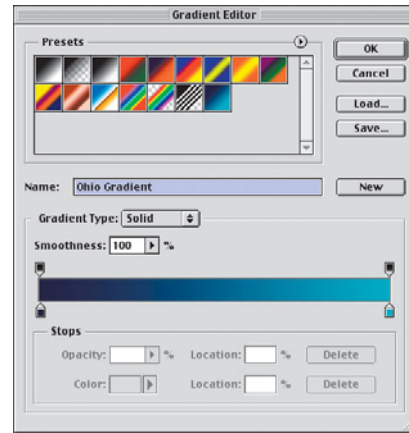 Gradient Editor
Presets
OK
Cancel
Load...
Save...
Name: Ohio Gradient New
Gradient Type: Solid
Smoothness: 100 %
Stops
Opacity: % Location: % Delete
Color: Location: % Delete